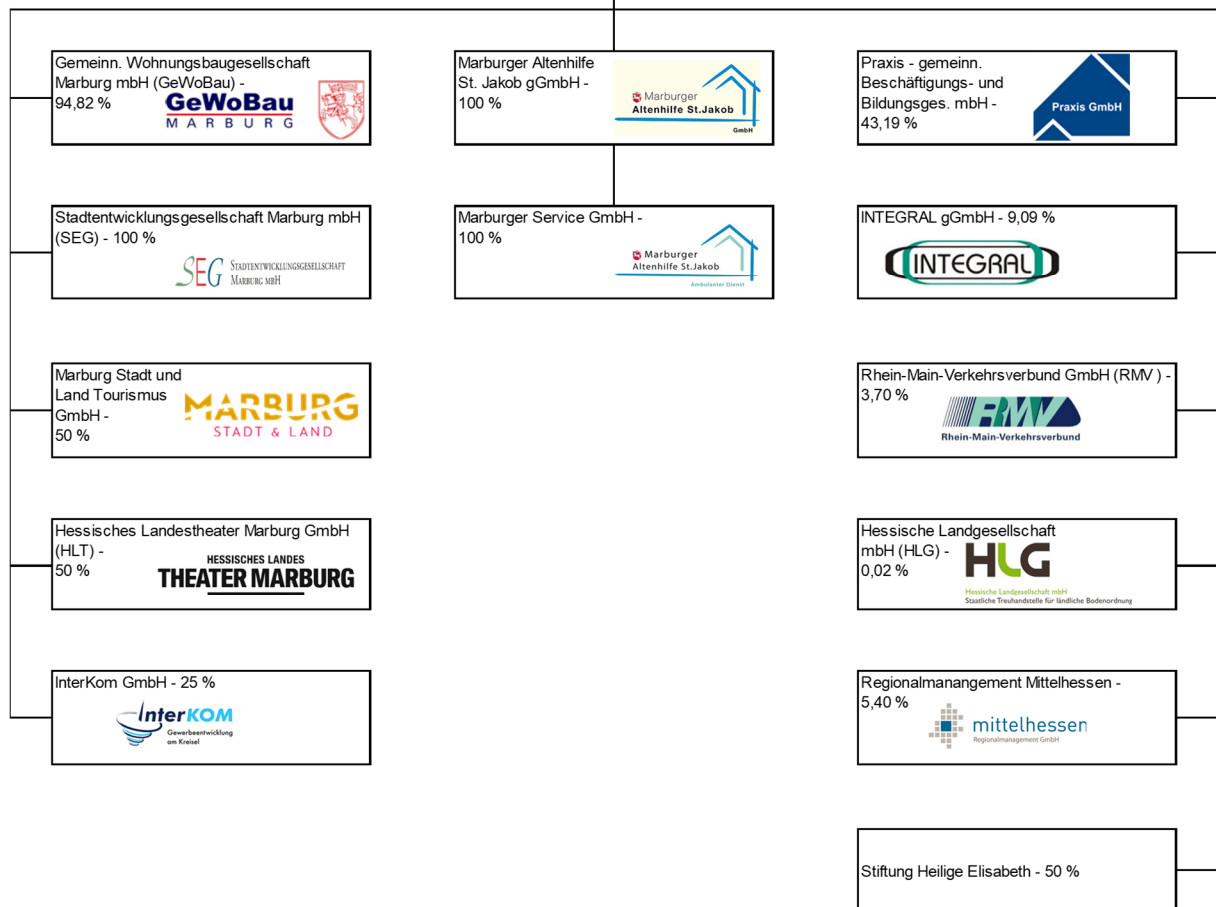 Gemeinn. Wohnungsbaugesellschaft
Marburg mbH (GeWoBau) -
94,82 %
GeWoBau
MARBURG
Stadtentwicklungsgesellschaft Marburg mbH
(SEG) - 100 %
SEG STADTENTWICKLUNGSGESELLSCHAFT
MARBURG MBH
Marburg Stadt und
Land Tourismus
GmbH -
50 %
MARBURG
STADT & LAND
Hessisches Landestheater Marburg GmbH
(HLT) -
50 %
HESSISCHES LANDES
THEATER MARBURG
InterKom GmbH - 25 %
InterKOM
Gewerbeentwicklung
am Kreisel
Marburger Altenhilfe
St. Jakob gGmbH -
100 %
Marburger
Altenhilfe St.Jakob
GmbH
Marburger Service GmbH -
100 %
Marburger
Altenhilfe St.Jakob
Ambulanter Dienst
Praxis - gemeinn.
Beschäftigungs- und
Bildungsges. mbH -
43,19 %
Praxis GmbH
INTEGRAL gGmbH - 9,09 %
INTEGRAL
Rhein-Main-Verkehrsverbund GmbH (RMV ) -
3,70 %
RMV
Rhein-Main-Verkehrsverbund
Hessische Landgesellschaft
mbH (HLG) -
0,02 %
HLG
Hessische Landgesellschaft mbH
Staatliche Treuhandstelle für ländliche Bodenordnung
Regionalmanangement Mittelhessen -
5,40 %
mittelhessen
Regionalmanagement GmbH
Stiftung Heilige Elisabeth - 50 %